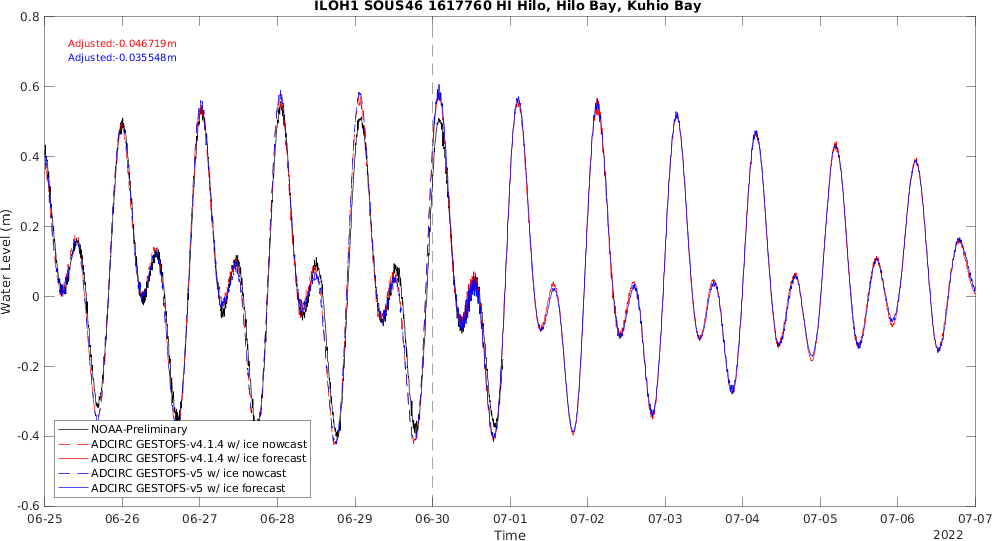 ILOH1 SOUS46 1617760 HI Hilo, Hilo Bay, Kuhio Bay
0.8
Adjusted:-0.046719m
Adjusted:-0.035548m
0.6
0.4
0.2
Water Level (m)
0
-0.2
-0.4
NOAA-Preliminary
ADCIRC GESTOFS-v4.1.4 w/ ice nowcast
ADCIRC GESTOFS-v4.1.4 w/ ice forecast
ADCIRC GESTOFS-v5 w/ ice nowcast
ADCIRC GESTOFS-v5 w/ ice forecast
-0.6
06-25 06-26 06-27 06-28 06-29 06-30 07-01 07-02 07-03 07-04 07-05 07-06 07-07
Time
2022